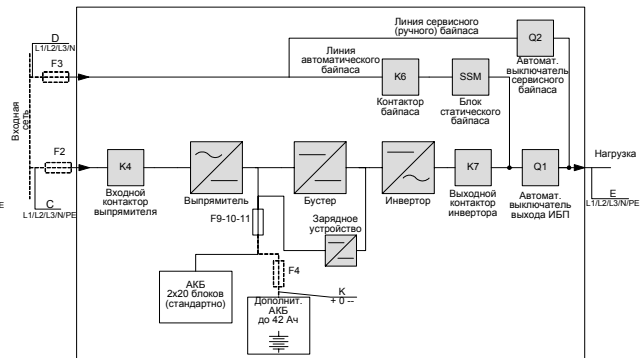 D
L1/L2/L3/N
F3
Входная
сеть
F2
C
L1/L2/L3/N/PE
PE
Линия сервисного
(ручного) байпаса
Q2
Автомат.
выключатель
сервисного
байпаса
Линия
автоматического
байпаса
K6
Контактор
байпаса
SSM
Блок
статического
байпаса
K4
Входной
контактор
выпрямителя
Выпрямитель
Бустер
Инвертор
K7
Выходной
контактор
инвертора
Q1
Автомат.
выключатель
выхода ИБП
Нагрузка
E
L1/L2/L3/N/PE
F9-10-11
Зарядное
устройство
АКБ
2x20 блоков
(стандартно)
F4
K
+ 0 --
Дополнит.
АКБ
до 42 Ач